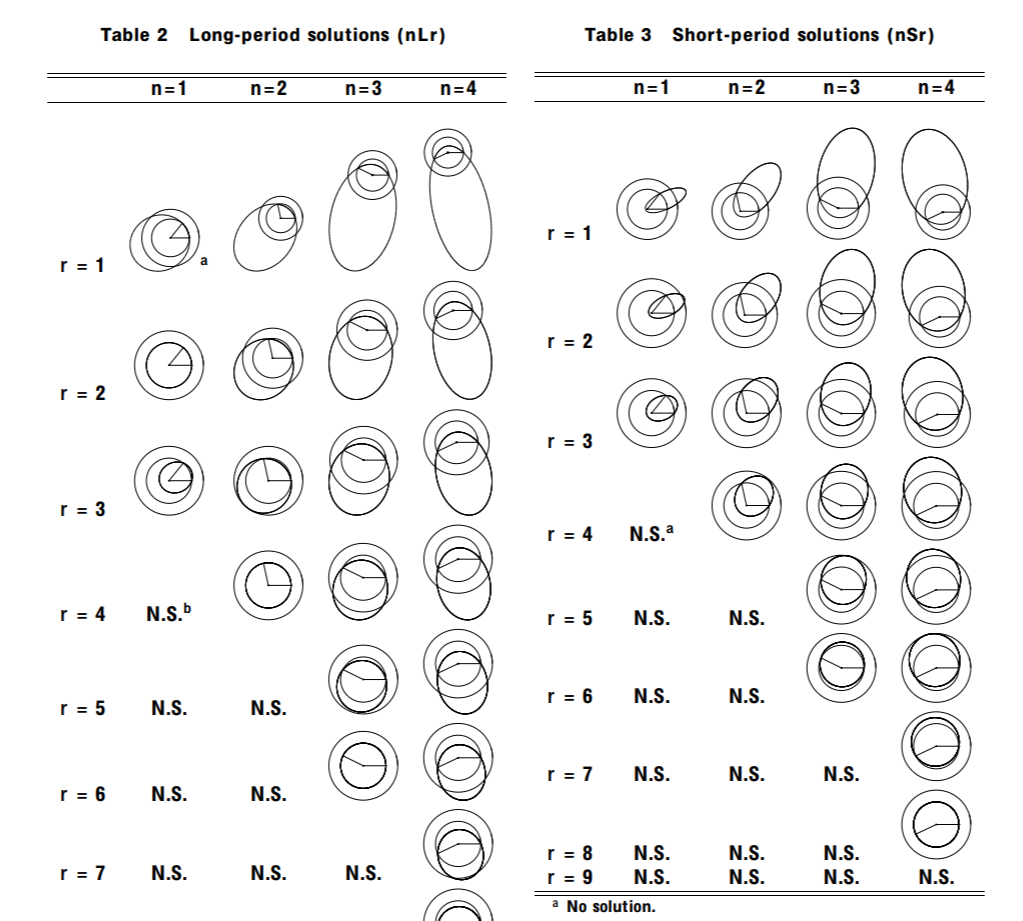 Table 2 Long-period solutions (nLr)
n=1 n=2 n=3 n=4
r = 1 a
r = 2
r = 3
r = 4 N.S.b
r = 5 N.S. N.S.
r = 6 N.S. N.S.
r = 7 N.S. N.S. N.S.
Table 3 Short-period solutions (nSr)
n=1 n=2 n=3 n=4
r = 1
r = 2
r = 3
r = 4 N.S.a
r = 5 N.S. N.S.
r = 6 N.S. N.S.
r = 7 N.S. N.S. N.S.
r = 8 N.S. N.S. N.S.
r = 9 N.S. N.S. N.S. N.S.
a No solution.